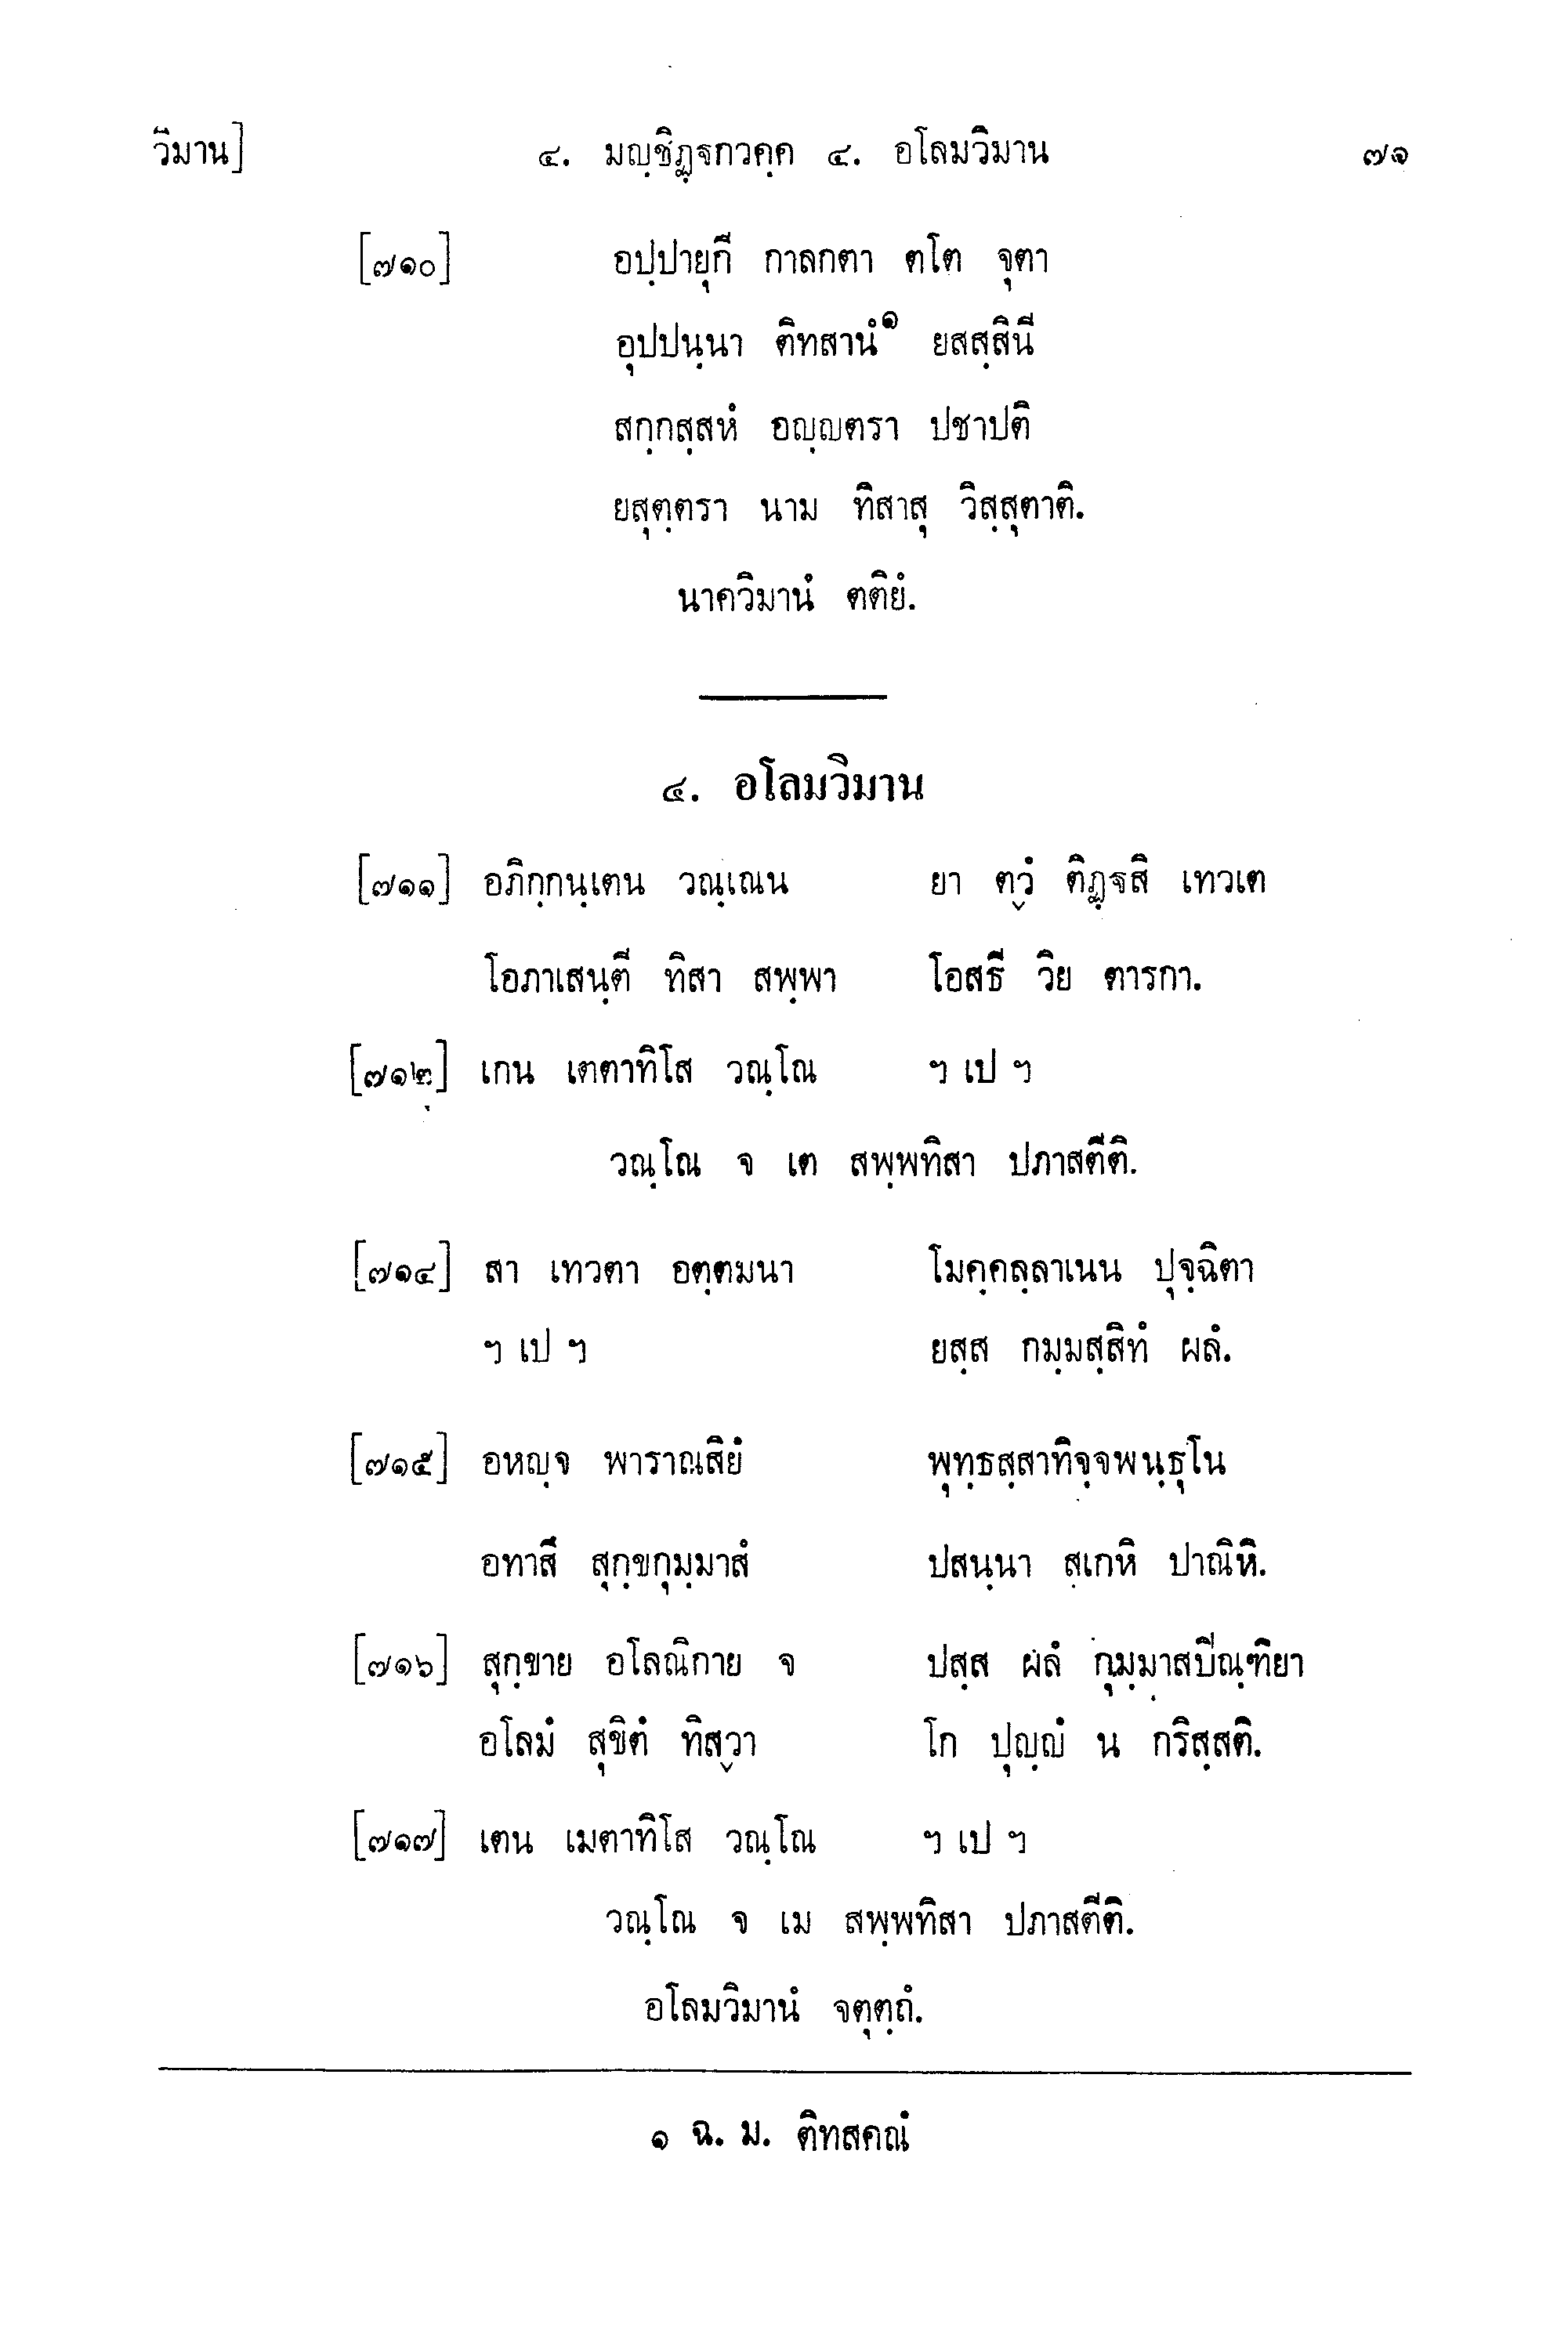 วิมาน] ๔. มญฺชิฏฺฐกวคฺค ๔. อโลมวิมาน ๗๑
[๗๑๐] อปฺปายุกี กาลกตา ตโต จุตา
อุปปนฺนา ติทสานํ๑ ยสสฺสินี
สกฺกสฺสหํ อญฺญตรา ปชาปติ
ยสุตฺตรา นาม ทิสาสุ วิสฺสุตาติ.
นาควิมานํ ตติยํ.
๔. อโลมวิมาน
[๗๑๑] อภิกฺกนฺเตน วณฺเณน ยา ตฺวํ ติฏฺฐสิ เทวเต
โอภาเสนฺตี ทิสา สพฺพา โอสธี วิย ตารกา.
[๗๑๒] เกน เตตาทิโส วณฺโณ ฯ เป ฯ
วณฺโณ จ เต สพฺพทิสา ปภาสตีติ.
[๗๑๔] สา เทวตา อตฺตมนา โมคฺคลฺลาเนน ปุจฺฉิตา
ฯ เป ฯ ยสฺส กมฺมสฺสิทํ ผลํ.
[๗๑๕] อหญฺจ พาราณสิยํ พุทฺธสฺสาทิจฺจพนฺธุโน
อทาสึ สุกฺขกุมฺมาสํ ปสนฺนา สเกหิ ปาณิหิ.
[๗๑๖] สุกฺขาย อโลณิกาย จ ปสฺส ผลํ กุมฺมาสปิณฺฑิยา
อโลมํ สุขิตํ ทิสฺวา โก ปุญฺญํ น กริสฺสติ.
[๗๑๗] เตน เมตาทิโส วณฺโณ ฯ เป ฯ
วณฺโณ จ เม สพฺพทิสา ปภาสตีติ.
อโลมวิมานํ จตุตฺถํ.
๑ ฉ. ม. ติทสคณํ